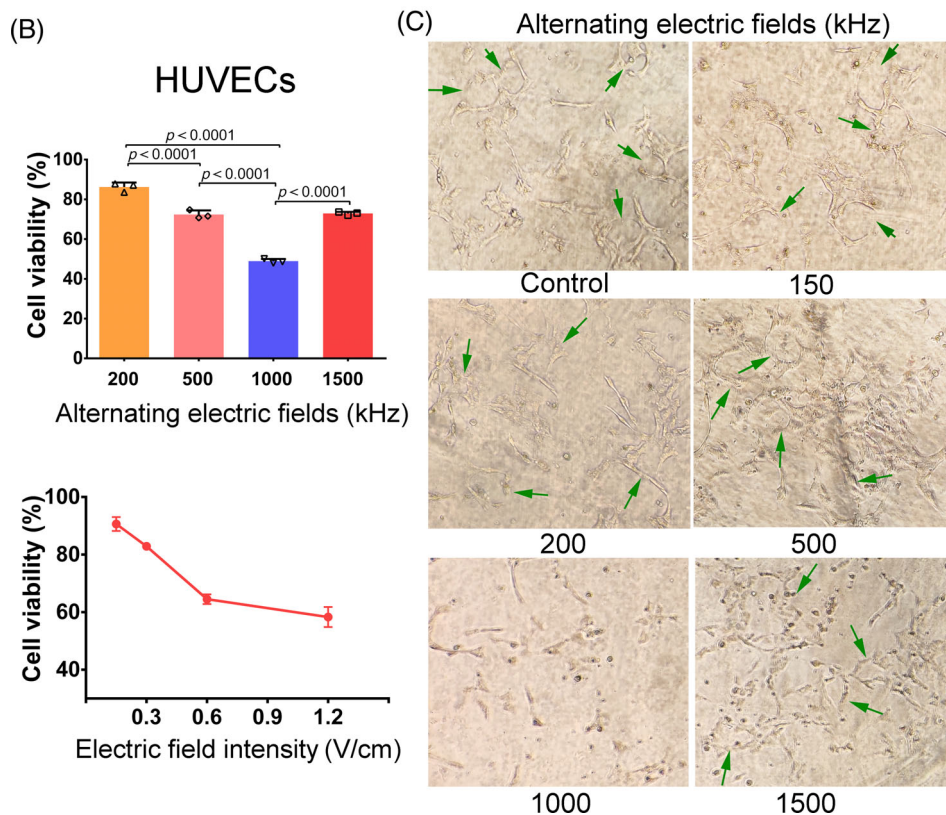 (B)
HUVECs
p < 0.0001
p < 0.0001
p < 0.0001
p < 0.0001
Cell viability (%)
100
80
60
40
20
0
200 500 1000 1500
Alternating electric fields (kHz)
Cell viability (%)
100
80
60
40
0.3 0.6 0.9 1.2
Electric field intensity (V/cm)
(C)
Alternating electric fields (kHz)
Control 150
200 500
1000 1500